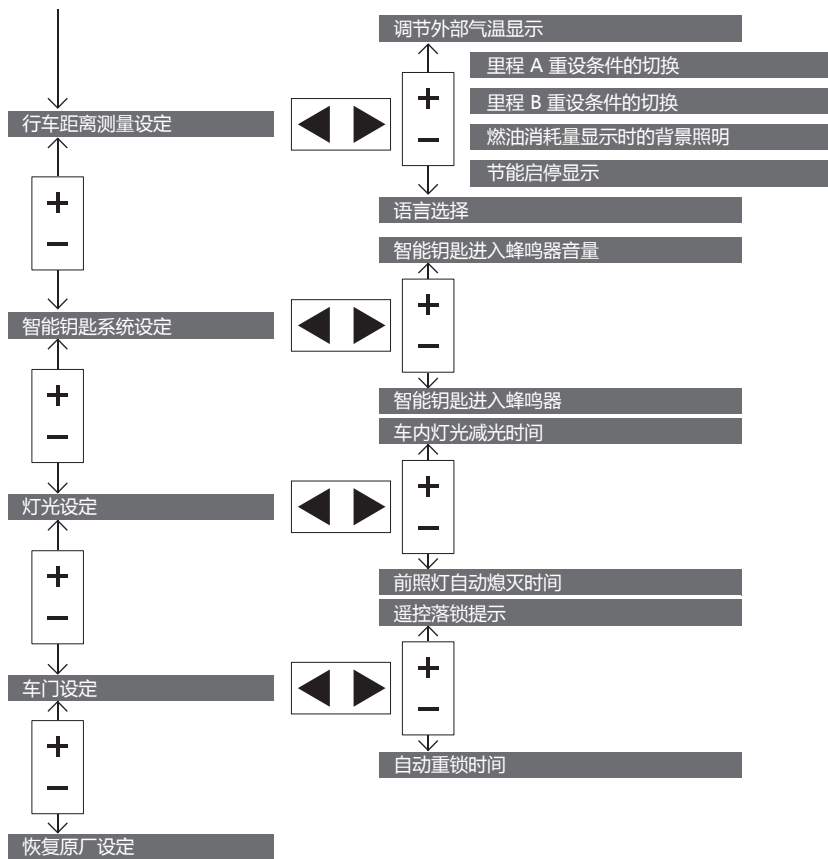 调节外部气温显示
里程 A 重设条件的切换
里程 B 重设条件的切换
行车距离测量设定
燃油消耗量显示时的背景照明
节能启停显示
语言选择
智能钥匙进入蜂鸣器音量
智能钥匙系统设定
智能钥匙进入蜂鸣器
车内灯光减光时间
灯光设定
前照灯自动熄灭时间
遥控落锁提示
车门设定
自动重锁时间
恢复原厂设定